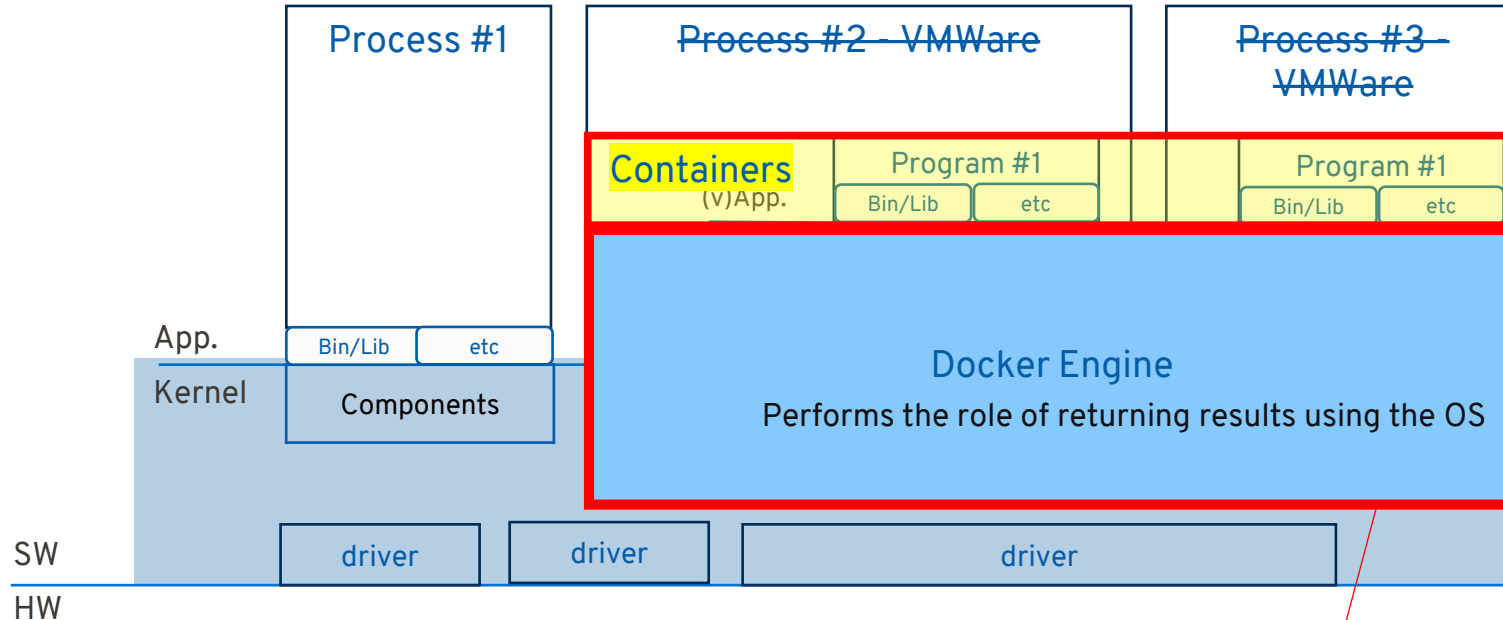 Process #1
Process #2 - VMWare
Process #3 -
VMWare
Containers
(v)App.
Program #1
Bin/Lib
etc
Program #1
Bin/Lib
etc
App.
Bin/Lib
etc
Kernel
Components
Docker Engine
Performs the role of returning results using the OS
SW
driver
driver
driver
HW